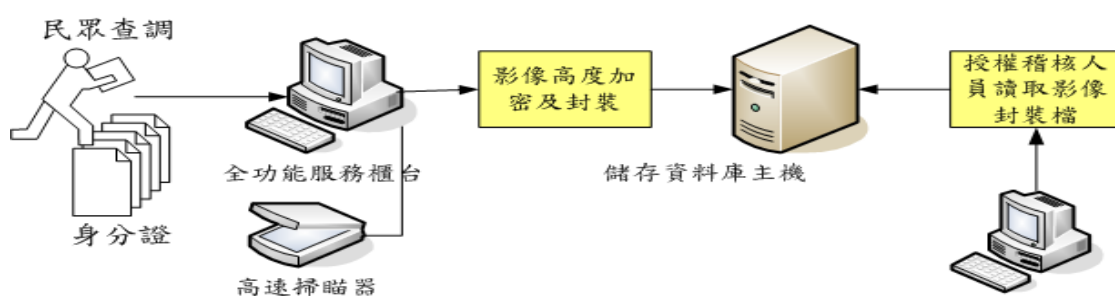 民眾查調
身分證
全功能服務櫃台
高速掃瞄器
影像高度加
密及封裝
儲存資料庫主機
授權稽核人
員讀取影像
封裝檔